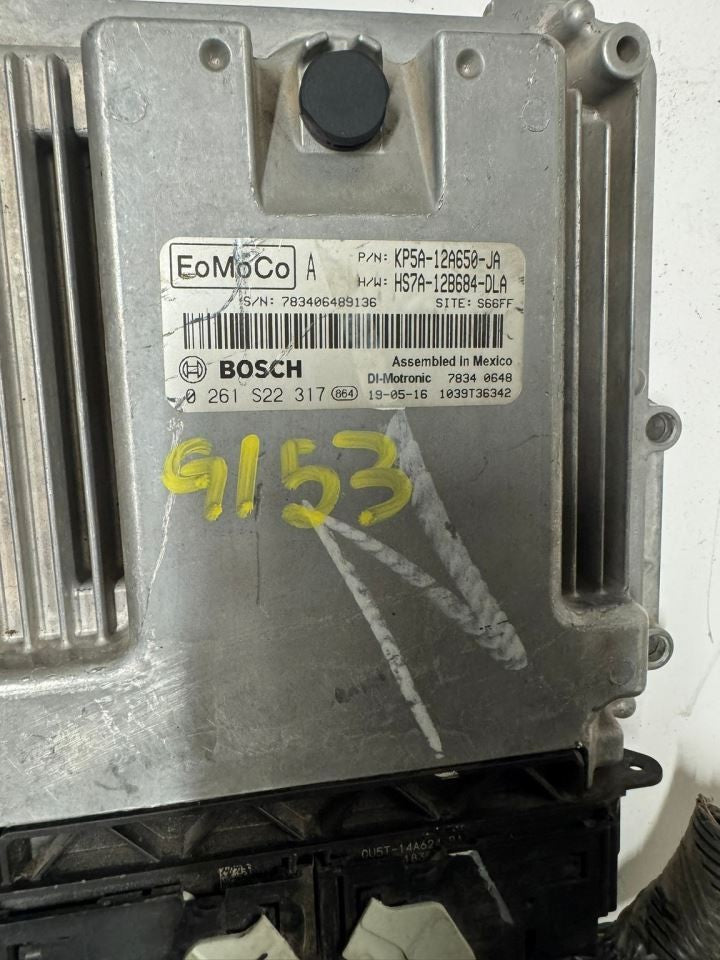 EoMoCo A P/N: KP5A-12A650-JA
H/W: HS7A-12B684-DLA
S/N: 783406489136 SITE: S66FF
BOSCH Assembled in Mexico
DI-Motronic 7834 0648
0 261 S22 317 864 19-05-16 1039T36342
9153